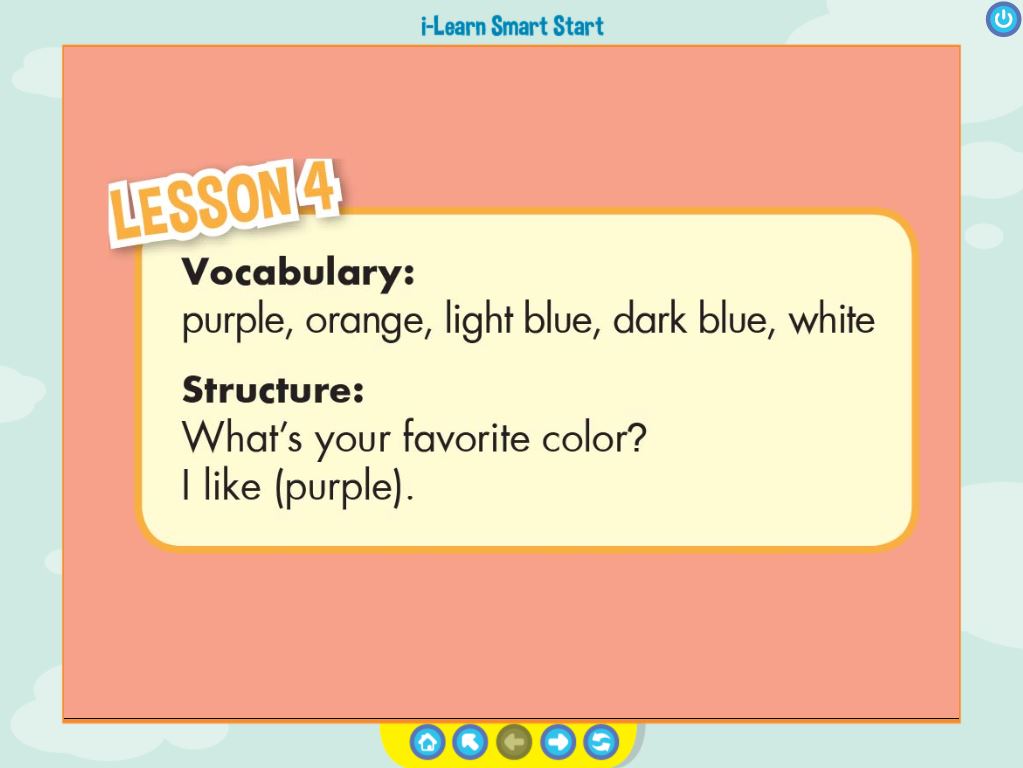 i-Learn Smart Start
LESSON 4
Vocabulary:
purple, orange, light blue, dark blue, white
Structure:
What's your favorite color?
I like (purple).